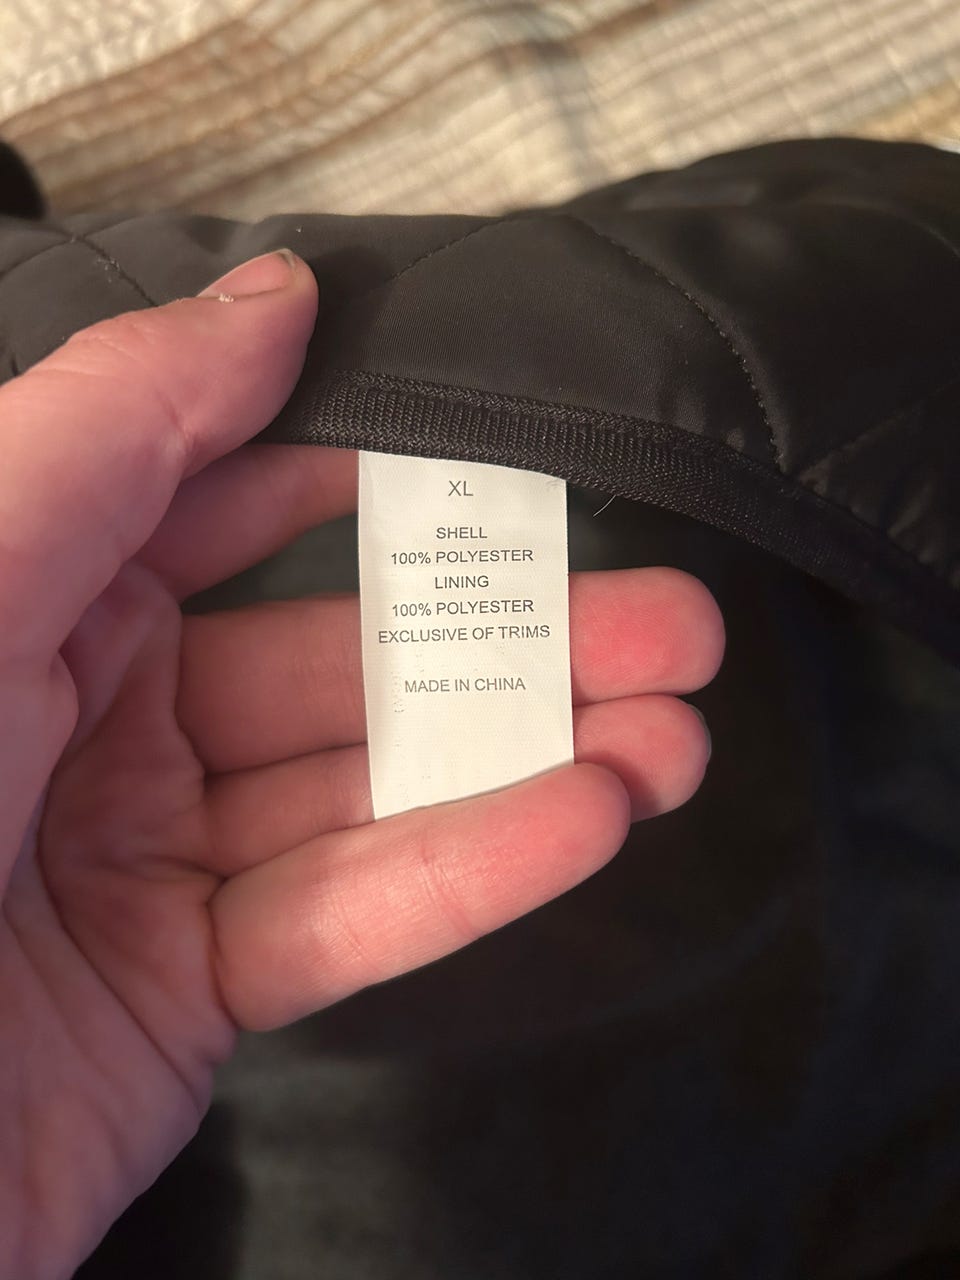 XL
SHELL
100% POLYESTER
LINING
100% POLYESTER
EXCLUSIVE OF TRIMS
MADE IN CHINA